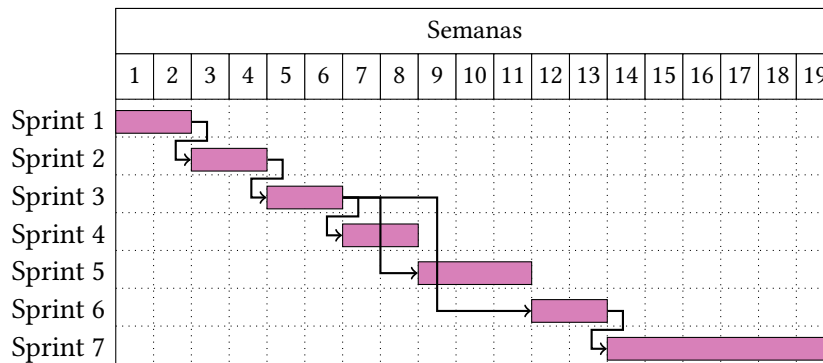 Semanas
1 2 3 4 5 6 7 8 9 10 11 12 13 14 15 16 17 18 19
Sprint 1
Sprint 2
Sprint 3
Sprint 4
Sprint 5
Sprint 6
Sprint 7